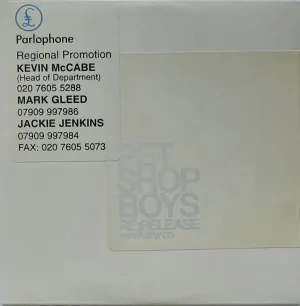 £
Parlophone
Regional Promotion
KEVIN McCABE
(Head of Department)
020 7605 5288
MARK GLEED
07909 997986
JACKIE JENKINS
07909 997984
FAX: 020 7605 5073
PET
SHOP
BOYS
RE-RELEASE